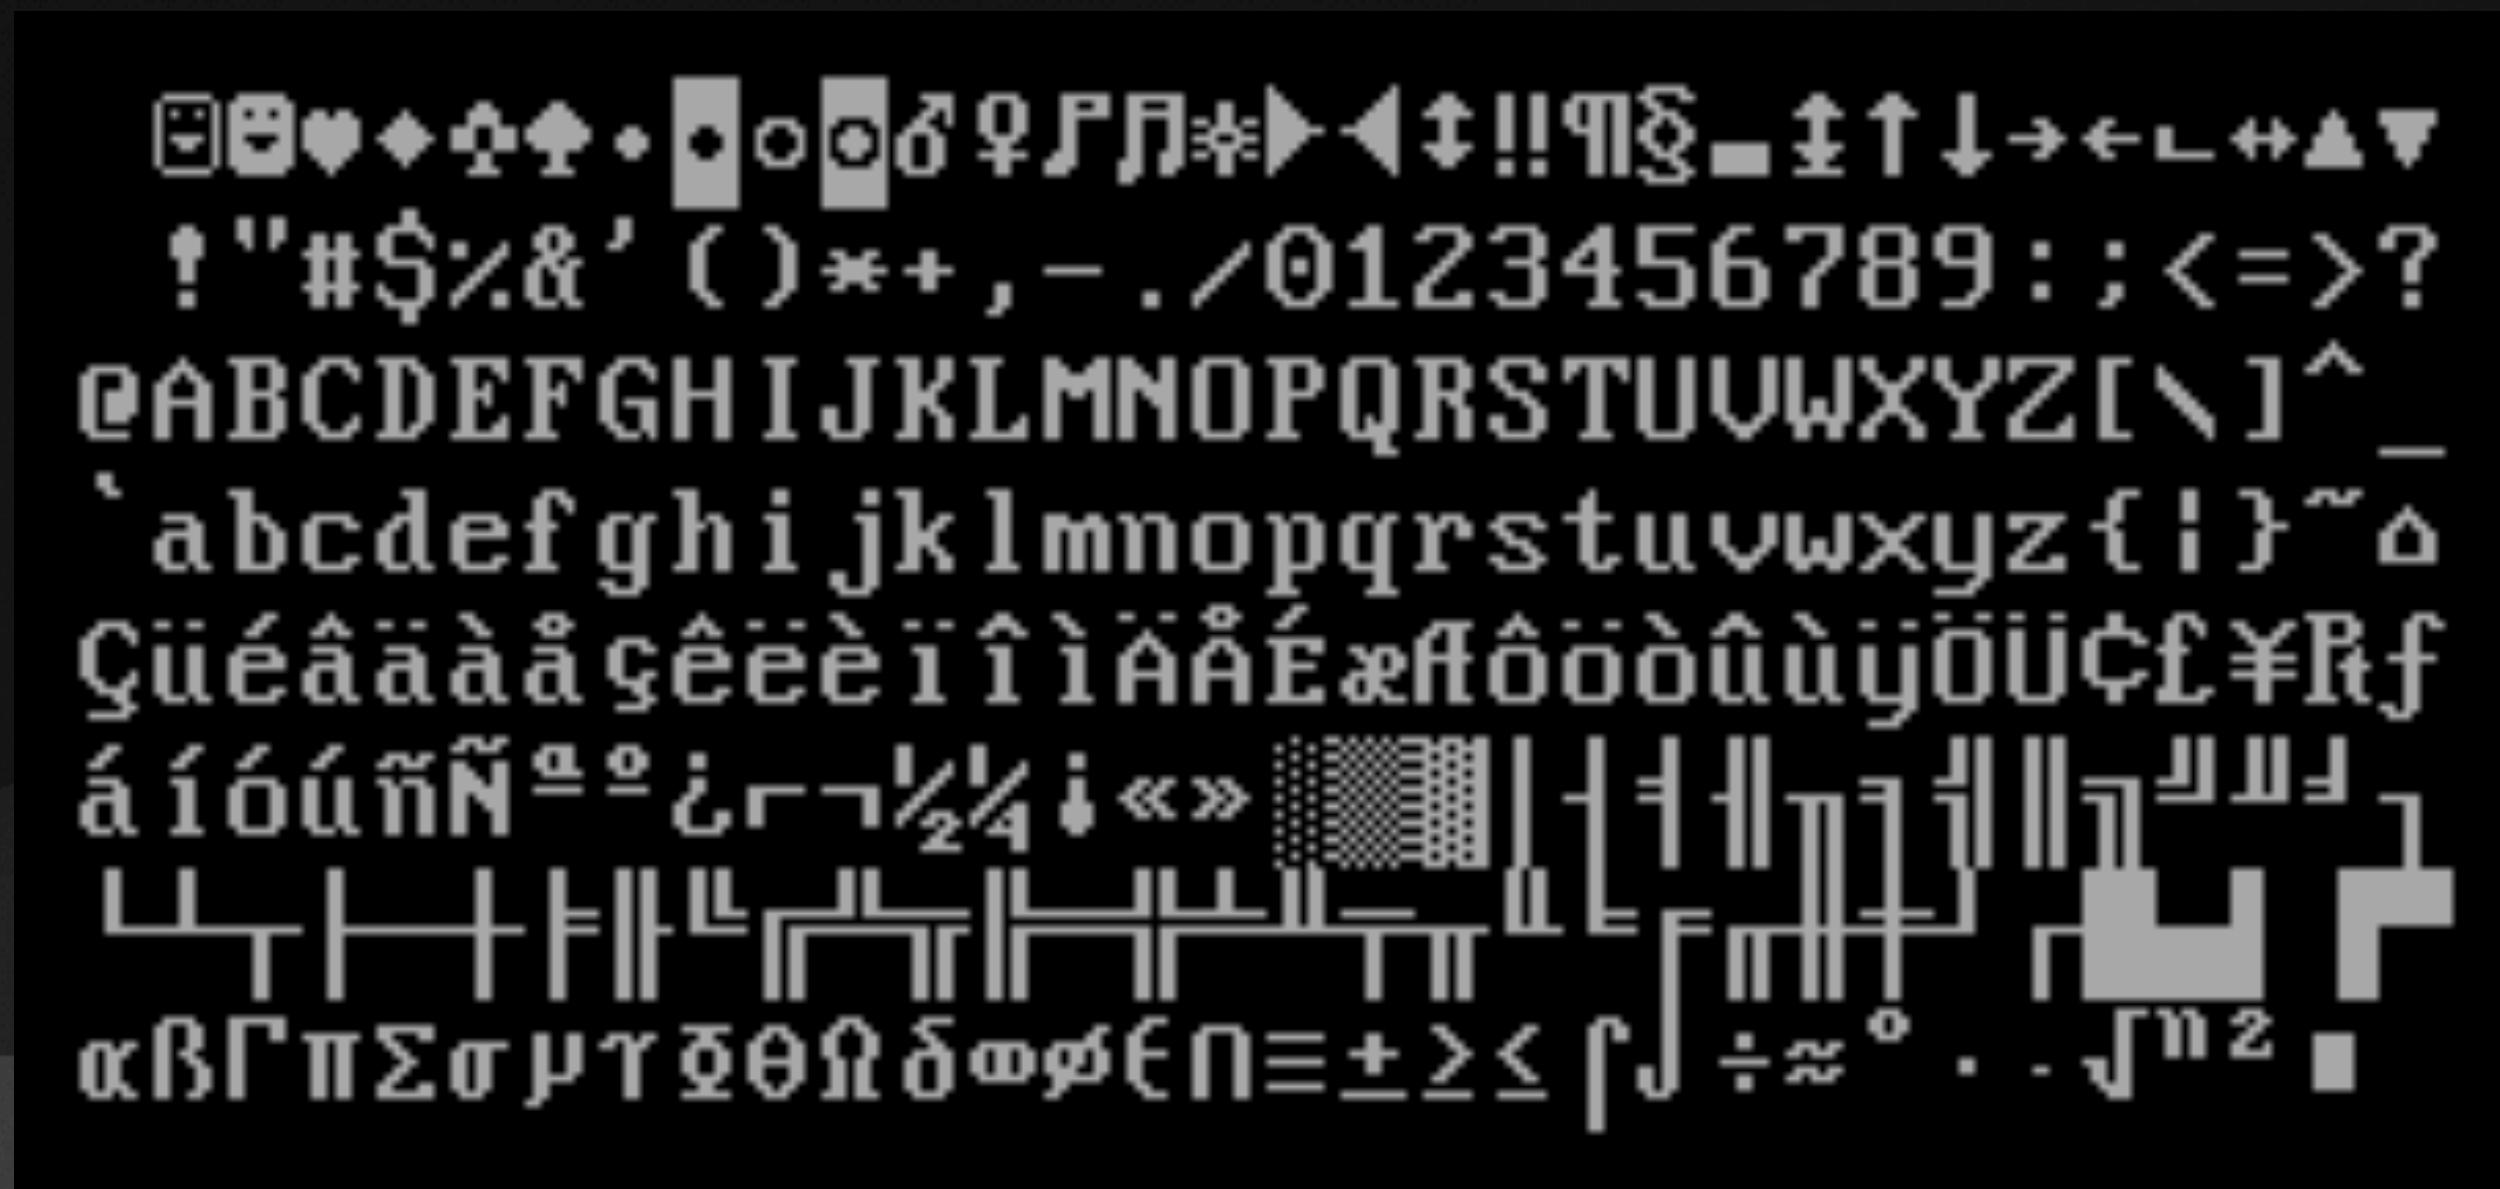 ☺☻♥♦♣♠•◘○◙♂♀♪♫☼►◄↕‼¶§▬↨↑↓→←∟↔▲▼
!"#$%&'()*+,-./0123456789:;<=>?
@ABCDEFGHIJKLMNOPQRSTUVWXYZ[\]^_
`abcdefghijklmnopqrstuvwxyz{¦}~⌂
ÇüéâäàåçêëèïîìÄÅÉæÆôöòûùÿÖÜ¢£¥₧ƒ
áíóúñÑªº¿⌐¬½¼¡«»░▒▓│┤╡╢╖╕╣║╗╝╜╛┐
└┴┬├─┼╞╟╚╔╩╦╠═╬╧╨╤╥╙╘╒╓╫╪┘┌█▄▌▐▀
αßΓπΣσµτΦΘΩδ∞φε∩≡±≥≤⌠⌡÷≈°∙·√ⁿ²■